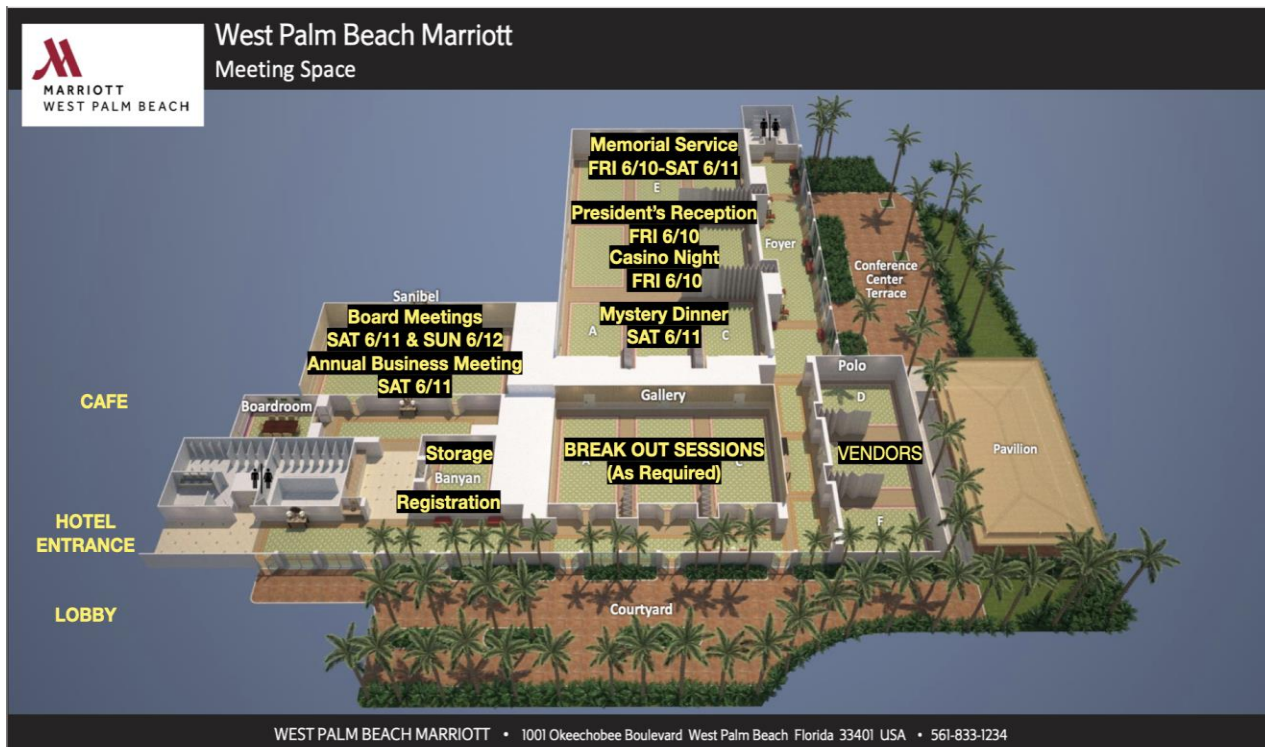 West Palm Beach Marriott
Meeting Space
MARRIOTT
WEST PALM BEACH
Memorial Service
FRI 6/10-SAT 6/11
E
President's Reception
FRI 6/10
Casino Night
FRI 6/10
Foyer
Conference
Center
Terrace
Mystery Dinner
SAT 6/11
A
C
Sanibel
Board Meetings
SAT 6/11 & SUN 6/12
Annual Business Meeting
SAT 6/11
Polo
D
VENDORS
F
Pavilion
CAFE
Boardroom
Gallery
BREAK OUT SESSIONS
(As Required)
Storage
Banyan
Registration
HOTEL
ENTRANCE
LOBBY
Courtyard
WEST PALM BEACH MARRIOTT • 1001 Okeechobee Boulevard West Palm Beach Florida 33401 USA • 561-833-1234